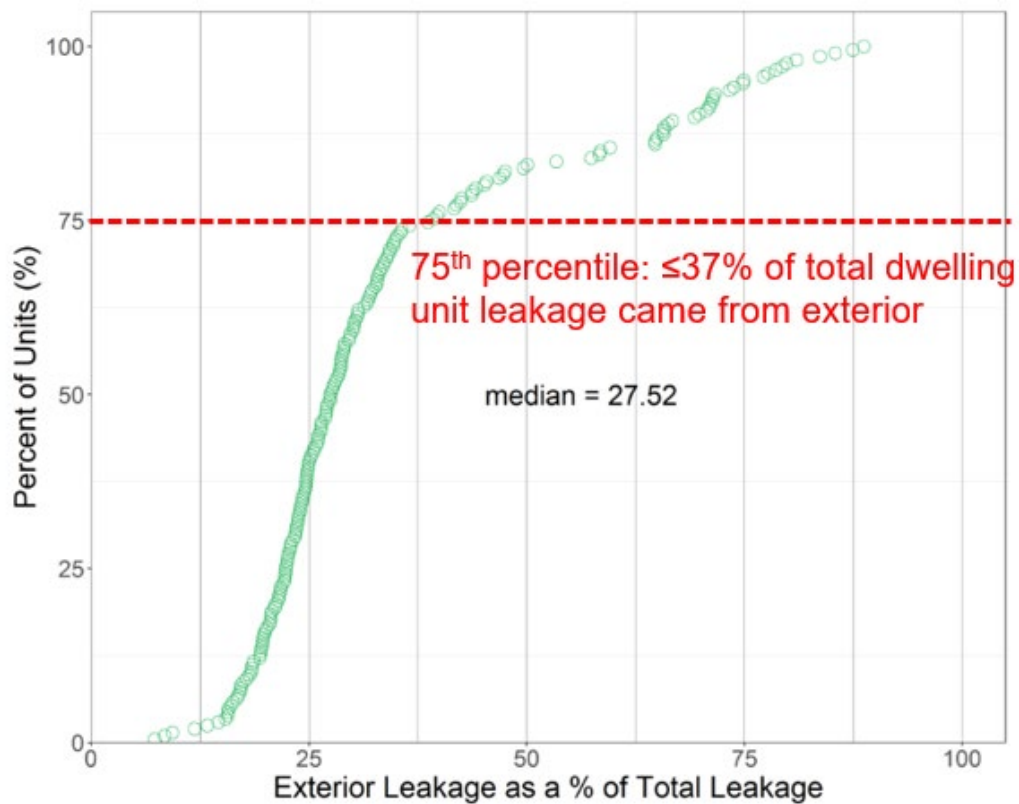 100
75
50
25
0
Percent of Units (%)
75th percentile: ≤37% of total dwelling
unit leakage came from exterior
median = 27.52
0 25 50 75 100
Exterior Leakage as a % of Total Leakage